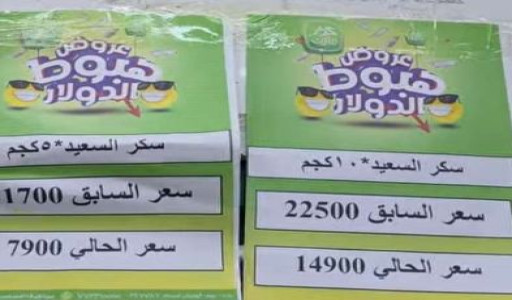 عروض
هبوط
الدولار
سكر السعيد*٥كجم
سعر السابق 1700
سعر الحالي 7900
عروض
هبوط
الدولار
سكر السعيد*١٠كجم
سعر السابق 22500
سعر الحالي 14900